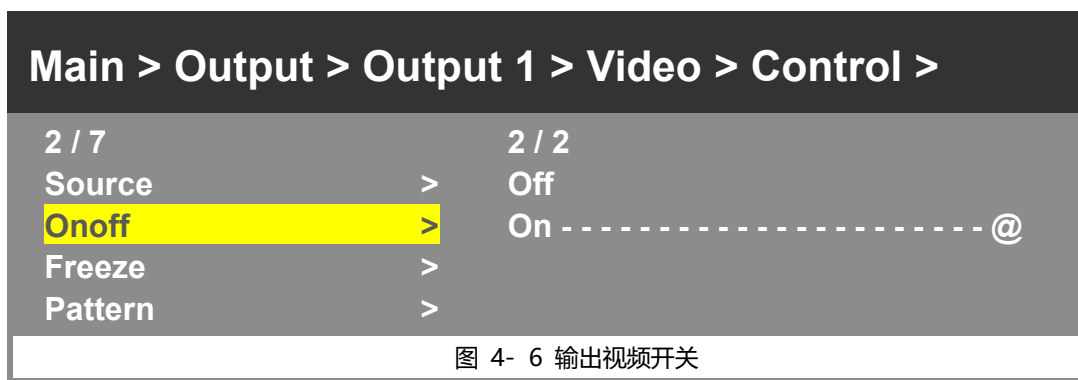 Main > Output > Output 1 > Video > Control >
2 / 7 2 / 2
Source > Off
Onoff > On - - - - - - - - - - - - - - - - - - - - - - @
Freeze >
Pattern >
图 4- 6 输出视频开关